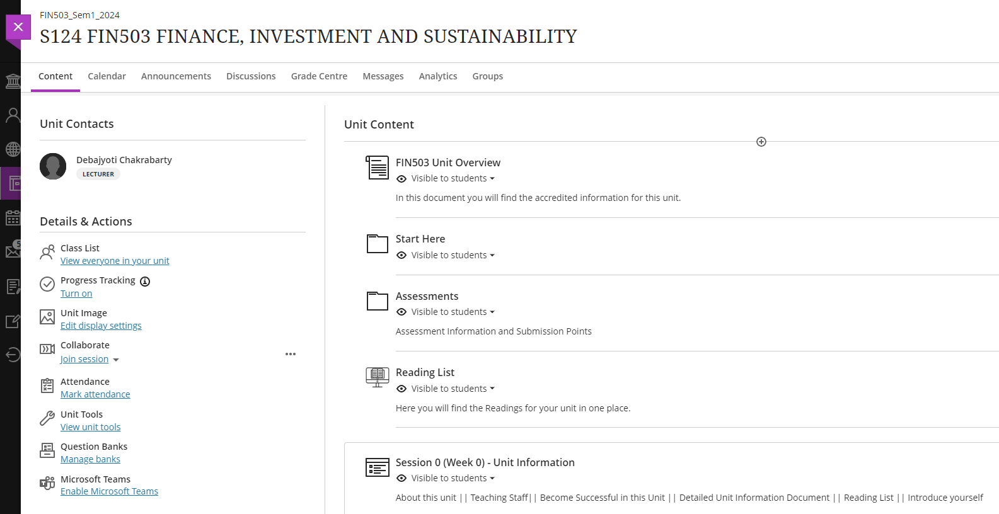 FIN503_Sem1_2024
S124 FIN503 FINANCE, INVESTMENT AND SUSTAINABILITY
Content Calendar Announcements Discussions Grade Centre Messages Analytics Groups
Unit Contacts
Debajyoti Chakrabarty
LECTURER
Details & Actions
Class List
View everyone in your unit
Progress Tracking
Turn on
Unit Image
Edit display settings
Collaborate
Join session
Attendance
Mark attendance
Unit Tools
View unit tools
Question Banks
Manage banks
Microsoft Teams
Enable Microsoft Teams
5
Unit Content
FIN503 Unit Overview
Visible to students
In this document you will find the accredited information for this unit.
Start Here
Visible to students
Assessments
Visible to students
Assessment Information and Submission Points
Reading List
Visible to students
Here you will find the Readings for your unit in one place.
Session 0 (Week 0) - Unit Information
Visible to students
About this unit || Teaching Staff|| Become Successful in this Unit || Detailed Unit Information Document || Reading List || Introduce yourself